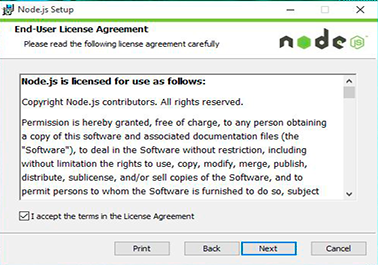 Node.js Setup
End-User License Agreement
Please read the following license agreement carefully
node
JS
Node.js is licensed for use as follows:
Copyright Node.js contributors. All rights reserved.
Permission is hereby granted, free of charge, to any person obtaining
a copy of this software and associated documentation files (the
"Software"), to deal in the Software without restriction, including
without limitation the rights to use, copy, modify, merge, publish,
distribute, sublicense, and/or sell copies of the Software, and to
permit persons to whom the Software is furnished to do so, subject
I accept the terms in the License Agreement
Print
Back
Next
Cancel